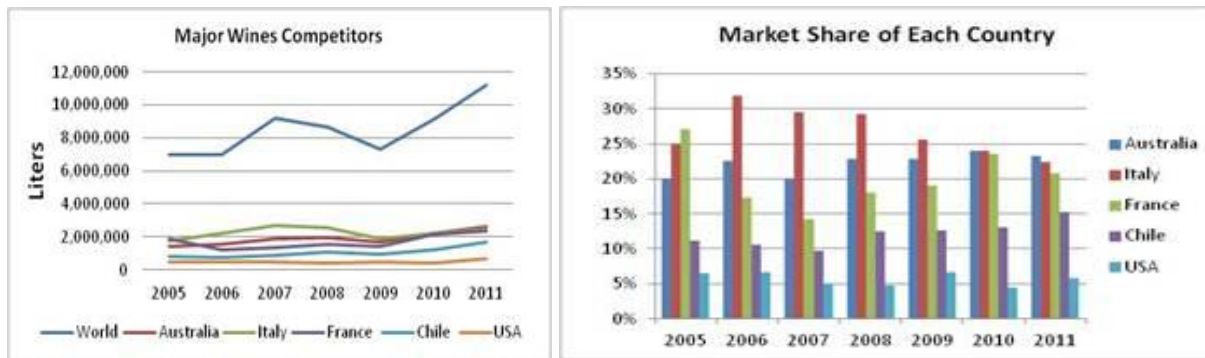 Major Wines Competitors
Liters
12,000,000
10,000,000
8,000,000
6,000,000
4,000,000
2,000,000
0
2005 2006 2007 2008 2009 2010 2011
World Australia Italy France Chile USA
Market Share of Each Country
35%
30%
25%
20%
15%
10%
5%
0%
2005 2006 2007 2008 2009 2010 2011
Australia
Italy
France
Chile
USA